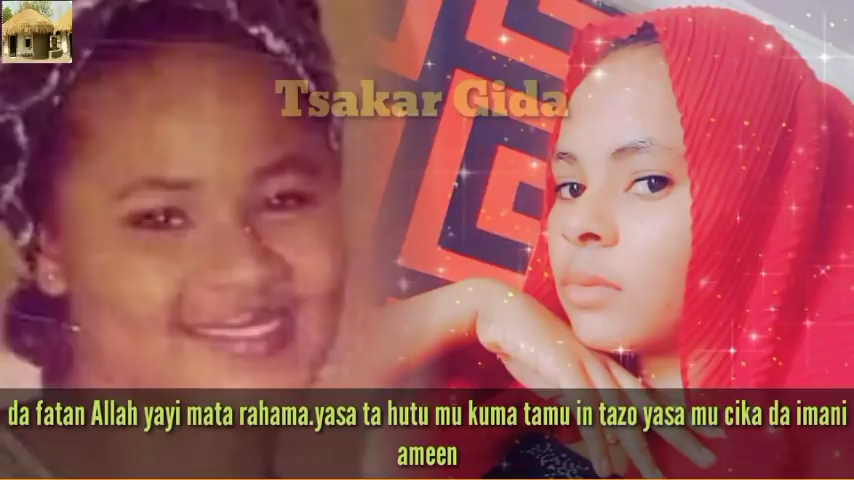 Tsakar Gida
da fatan Allah yayi mata rahama.yasa ta hutu mu kuma tamu in tazo yasa mu cika da imani
ameen